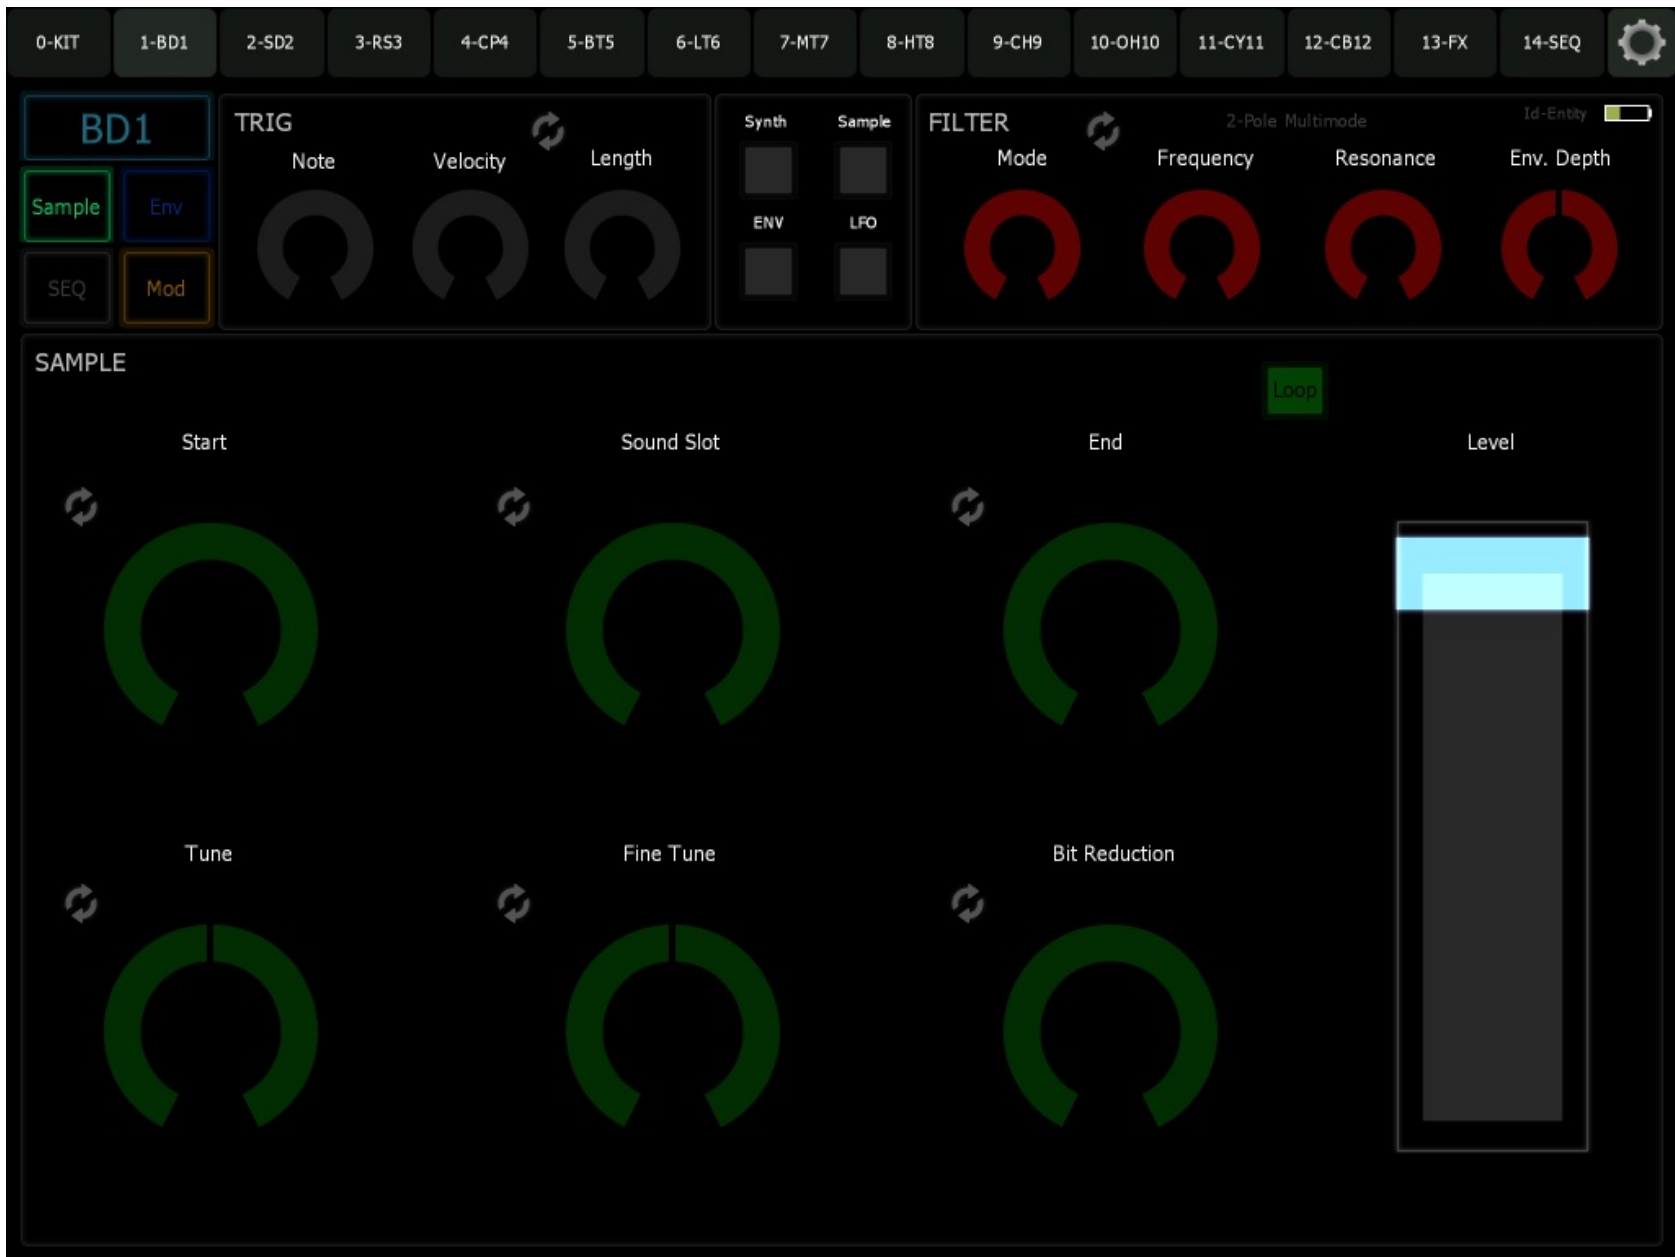 0-KIT 1-BD1 2-SD2 3-RS3 4-CP4 5-BT5 6-LT6 7-MT7 8-HT8 9-CH9 10-OH10 11-CY11 12-CB12 13-FX 14-SEQ
BD1
Sample Env
SEQ Mod
TRIG
Note Velocity Length
Synth Sample
ENV LFO
FILTER 2-Pole Multimode Id-Entity
Mode Frequency Resonance Env. Depth
SAMPLE
Loop
Start Sound Slot End Level
Tune Fine Tune Bit Reduction